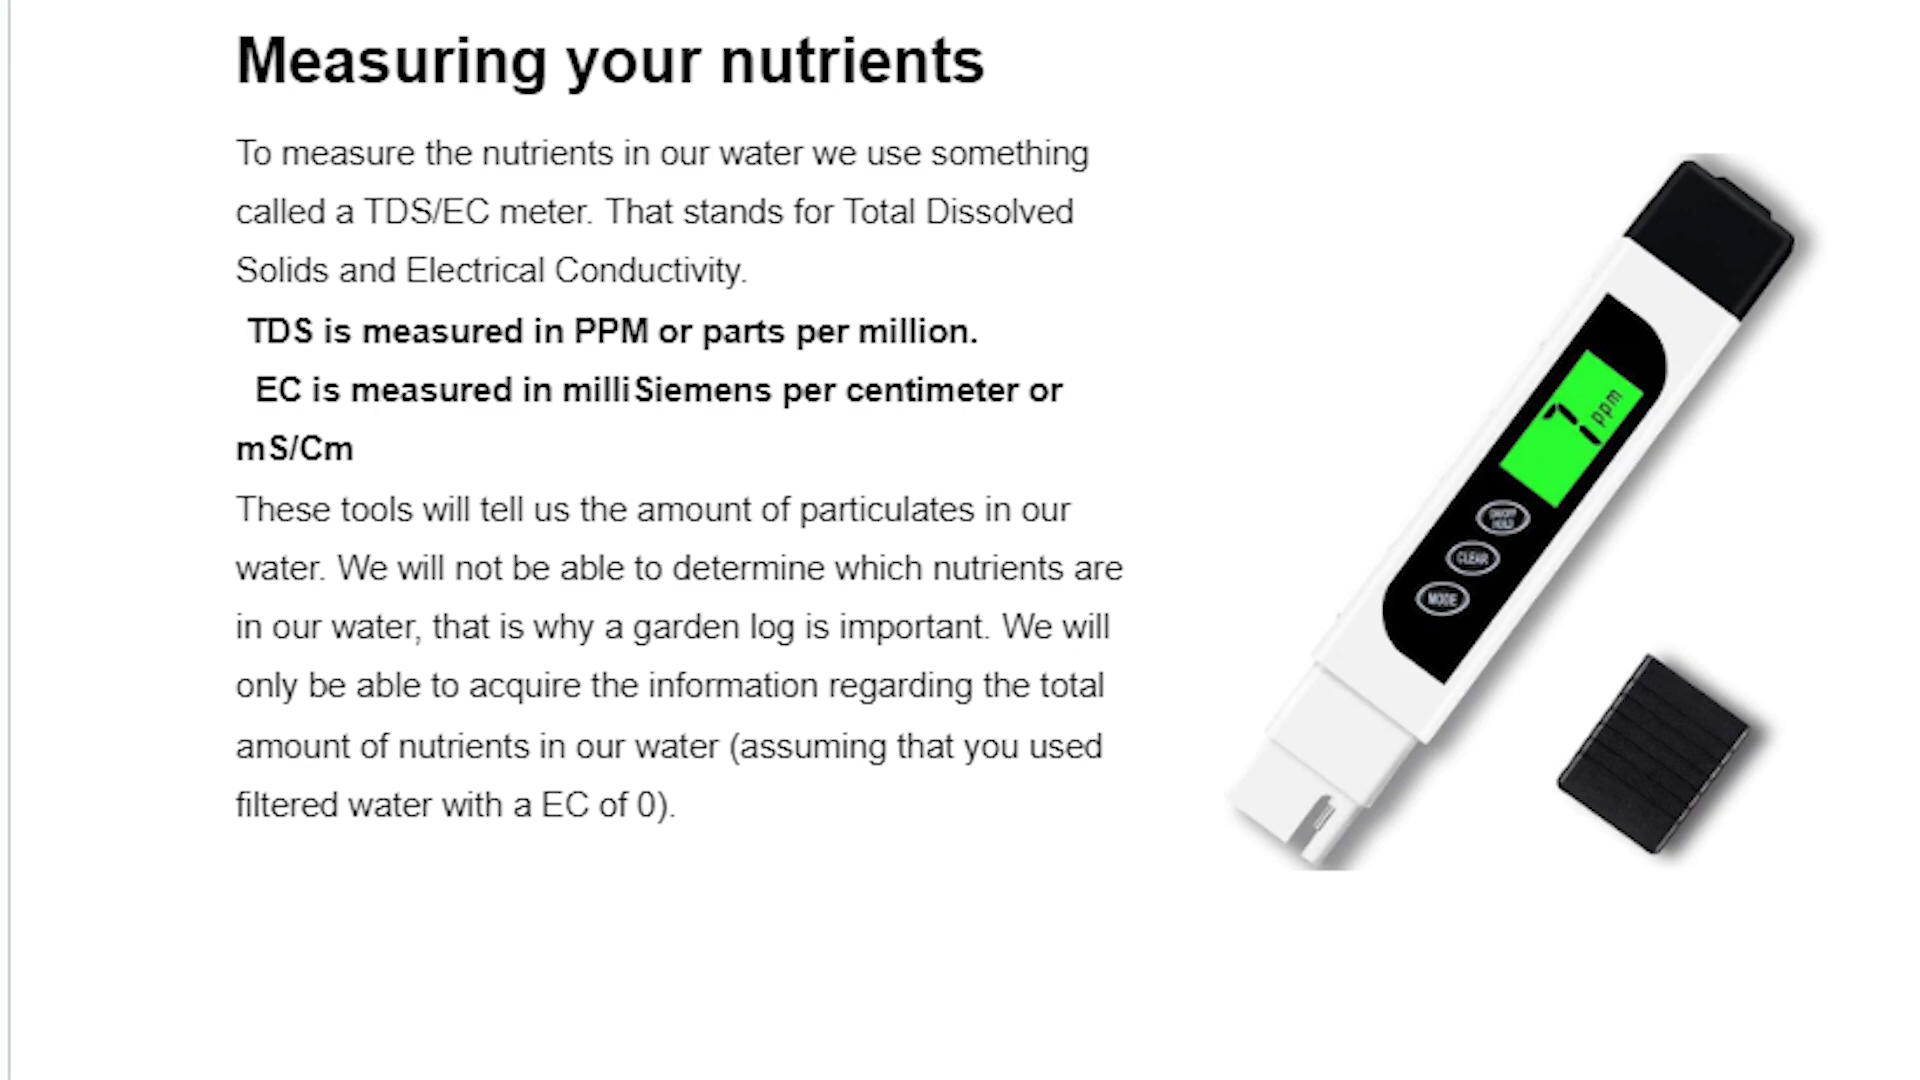 Measuring your nutrients
To measure the nutrients in our water we use something
called a TDS/EC meter. That stands for Total Dissolved
Solids and Electrical Conductivity.
TDS is measured in PPM or parts per million.
EC is measured in milliSiemens per centimeter or
mS/Cm
These tools will tell us the amount of particulates in our
water. We will not be able to determine which nutrients are
in our water, that is why a garden log is important. We will
only be able to acquire the information regarding the total
amount of nutrients in our water (assuming that you used
filtered water with a EC of 0).
7 ppm
ON/OFF
HOLD
CLEAR
MODE